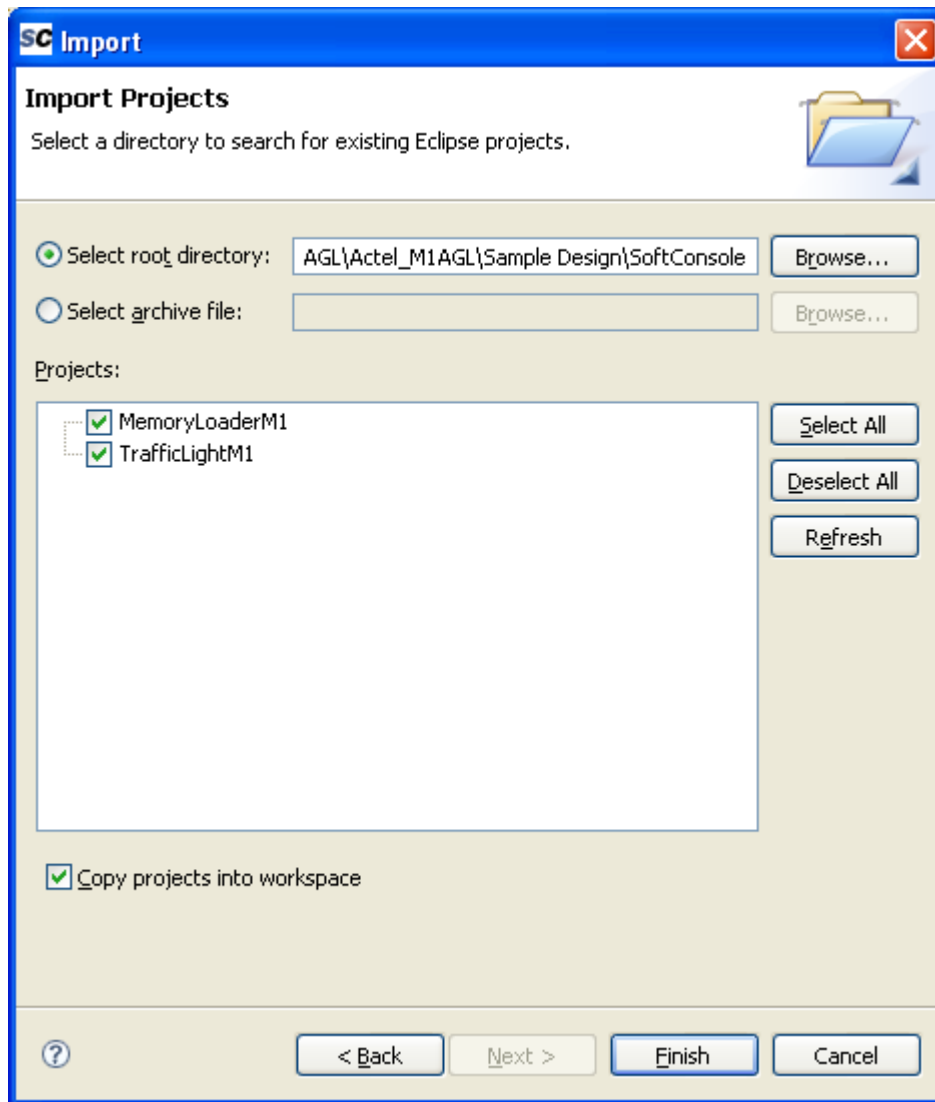 SC Import
Import Projects
Select a directory to search for existing Eclipse projects.
Select root directory: AGL\Actel_M1AGL\Sample Design\SoftConsole Browse...
Select archive file: Browse...
Projects:
MemoryLoaderM1 Select All
TrafficLightM1
Deselect All
Refresh
Copy projects into workspace
? < Back Next > Finish Cancel